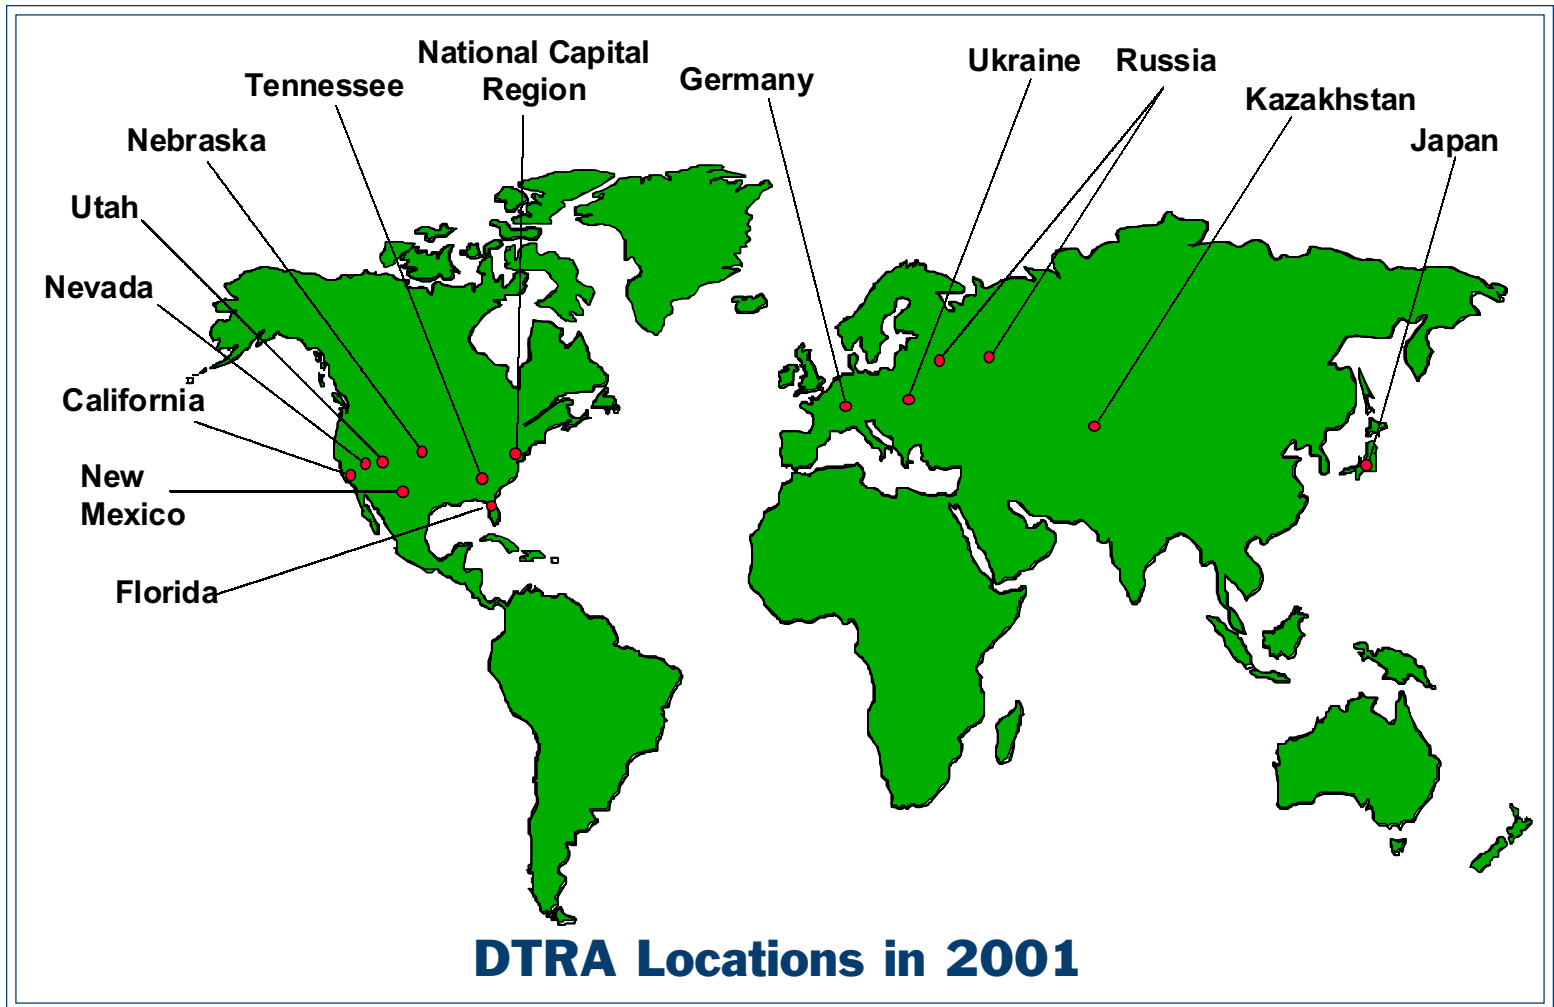 National Capital
Region
Tennessee
Germany
Ukraine
Russia
Kazakhstan
Japan
Nebraska
Utah
Nevada
California
New
Mexico
Florida
DTRA Locations in 2001